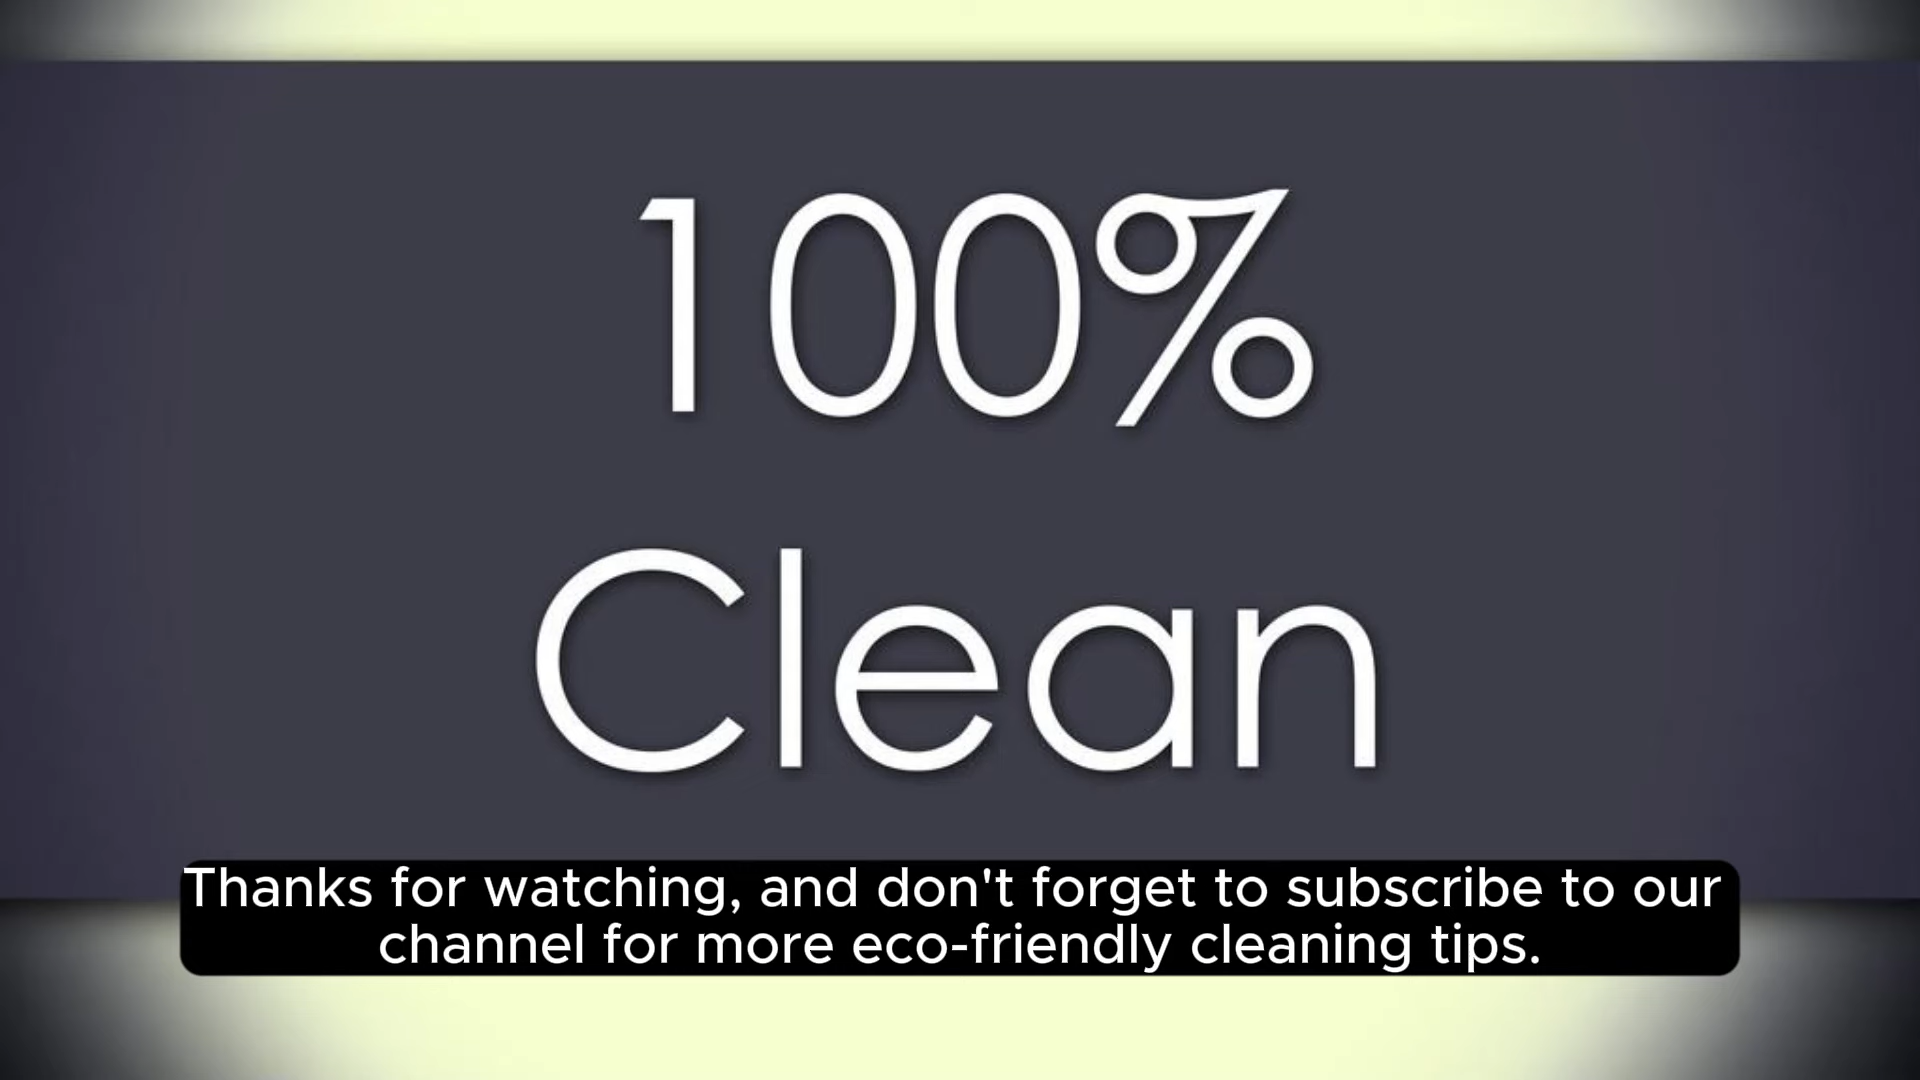 100%
Clean
Thanks for watching, and don't forget to subscribe to our
channel for more eco-friendly cleaning tips.